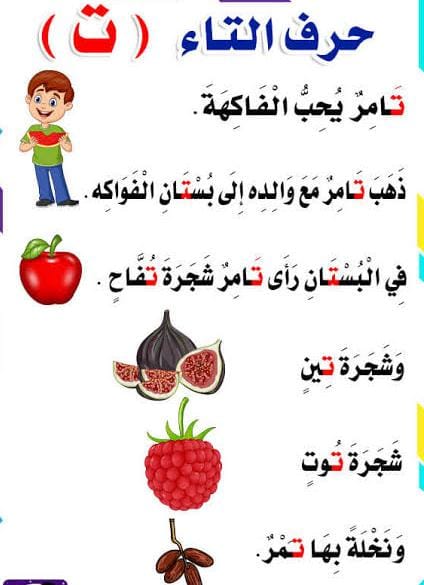 حرف التاء ( ت )
تَامِرٌ يُحِبُّ الْفَاكِهَةَ .
ذَهَبَ تَامِرٌ مَعَ وَالِدِه إِلَى بُسْتَانِ الْفَوَاكِه .
فِي الْبُسْتَانِ رَأَى تَامِرٌ شَجَرَةَ تُفَّاحٍ .
وَشَجَرَةَ تِينٍ
شَجَرَةَ تُوتٍ
وَنَخْلَةً بِهَا تَمْرٌ.